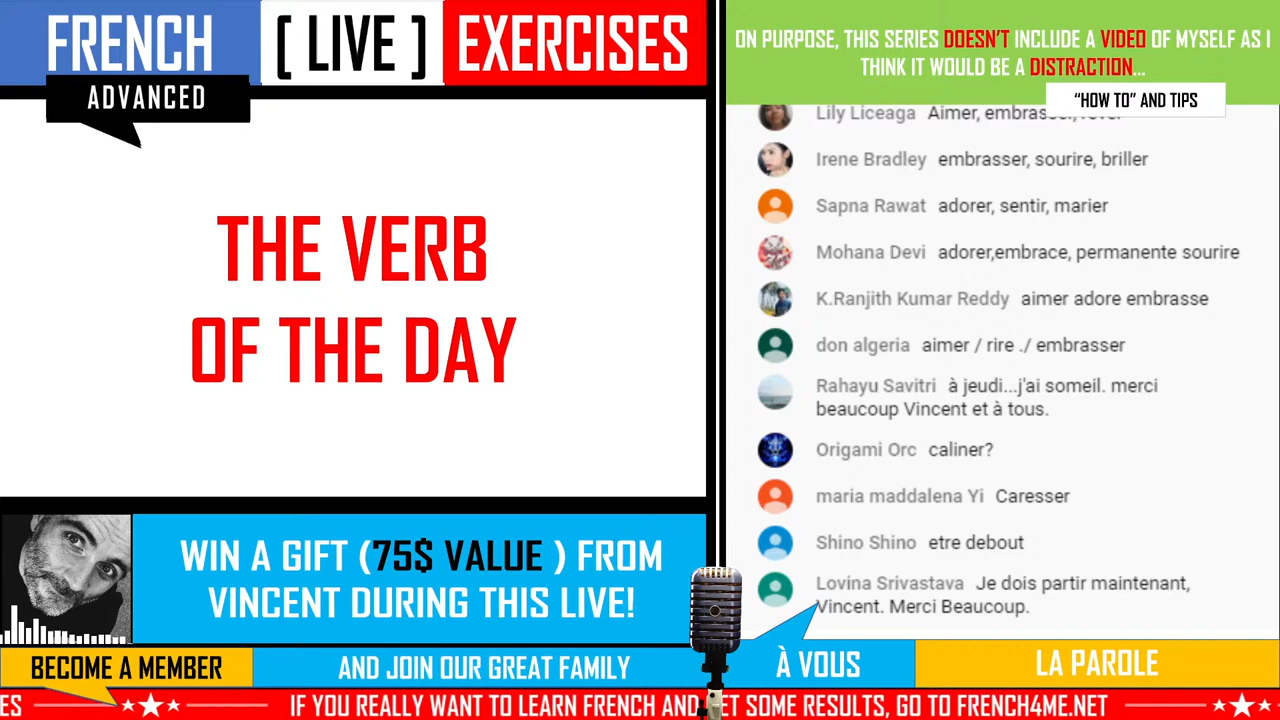 FRENCH [ LIVE ] EXERCISES
ADVANCED
THE VERB
OF THE DAY
WIN A GIFT (75$ VALUE ) FROM
VINCENT DURING THIS LIVE!
BECOME A MEMBER
AND JOIN OUR GREAT FAMILY
ON PURPOSE, THIS SERIES DOESN'T INCLUDE A VIDEO OF MYSELF AS I
THINK IT WOULD BE A DISTRACTION...
“HOW TO” AND TIPS
Lily Liceaga Aimer,
Irene Bradley embrasser, sourire, briller
Sapna Rawat adorer, sentir, marier
Mohana Devi adorer,embrace, permanente sourire
K.Ranjith Kumar Reddy aimer adore embrasse
don algeria aimer / rire ./ embrasser
Rahayu Savitri à jeudi...j'ai someil. merci
beaucoup Vincent et à tous.
Origami Orc caliner?
maria maddalena Yi Caresser
Shino Shino etre debout
Lovina Srivastava Je dois partir maintenant,
Vincent. Merci Beaucoup.
À VOUS
LA PAROLE
ES IF YOU REALLY WANT TO LEARN FRENCH AND GET SOME RESULTS, GO TO FRENCH4ME.NET